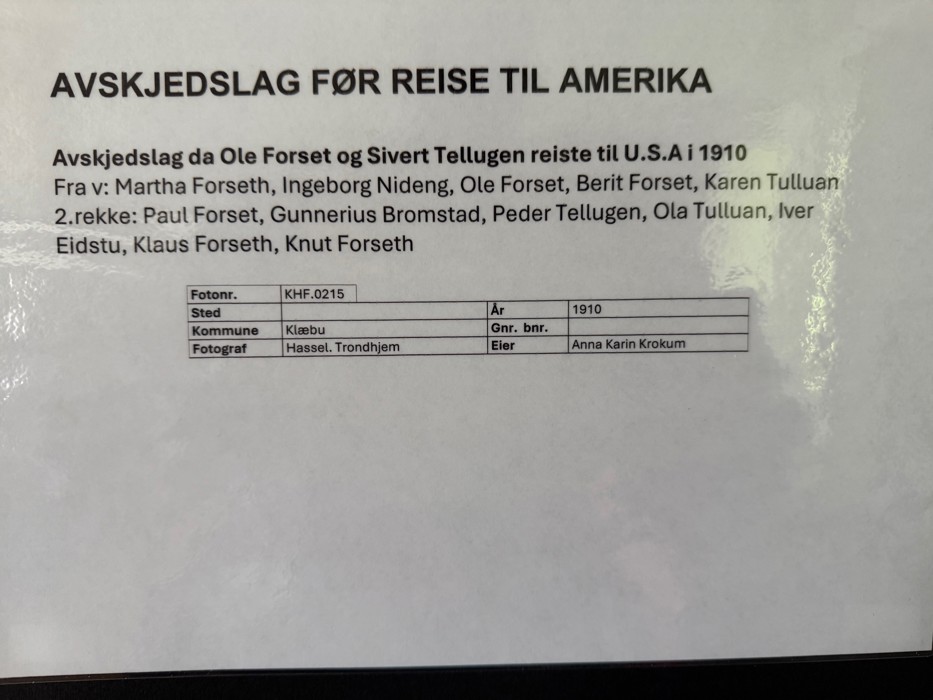 AVSKJEDSLAG FØR REISE TIL AMERIKA
Avskjedslag da Ole Forset og Sivert Tellugen reiste til U.S.A i 1910
Fra v: Martha Forseth, Ingeborg Nideng, Ole Forset, Berit Forset, Karen Tulluan
2.rekke: Paul Forset, Gunnerius Bromstad, Peder Tellugen, Ola Tulluan, Iver
Eidstu, Klaus Forseth, Knut Forseth
Fotonr. KHF.0215
Sted År 1910
Kommune Klæbu Gnr. bnr.
Fotograf Hassel. Trondhjem Eier Anna Karin Krokum